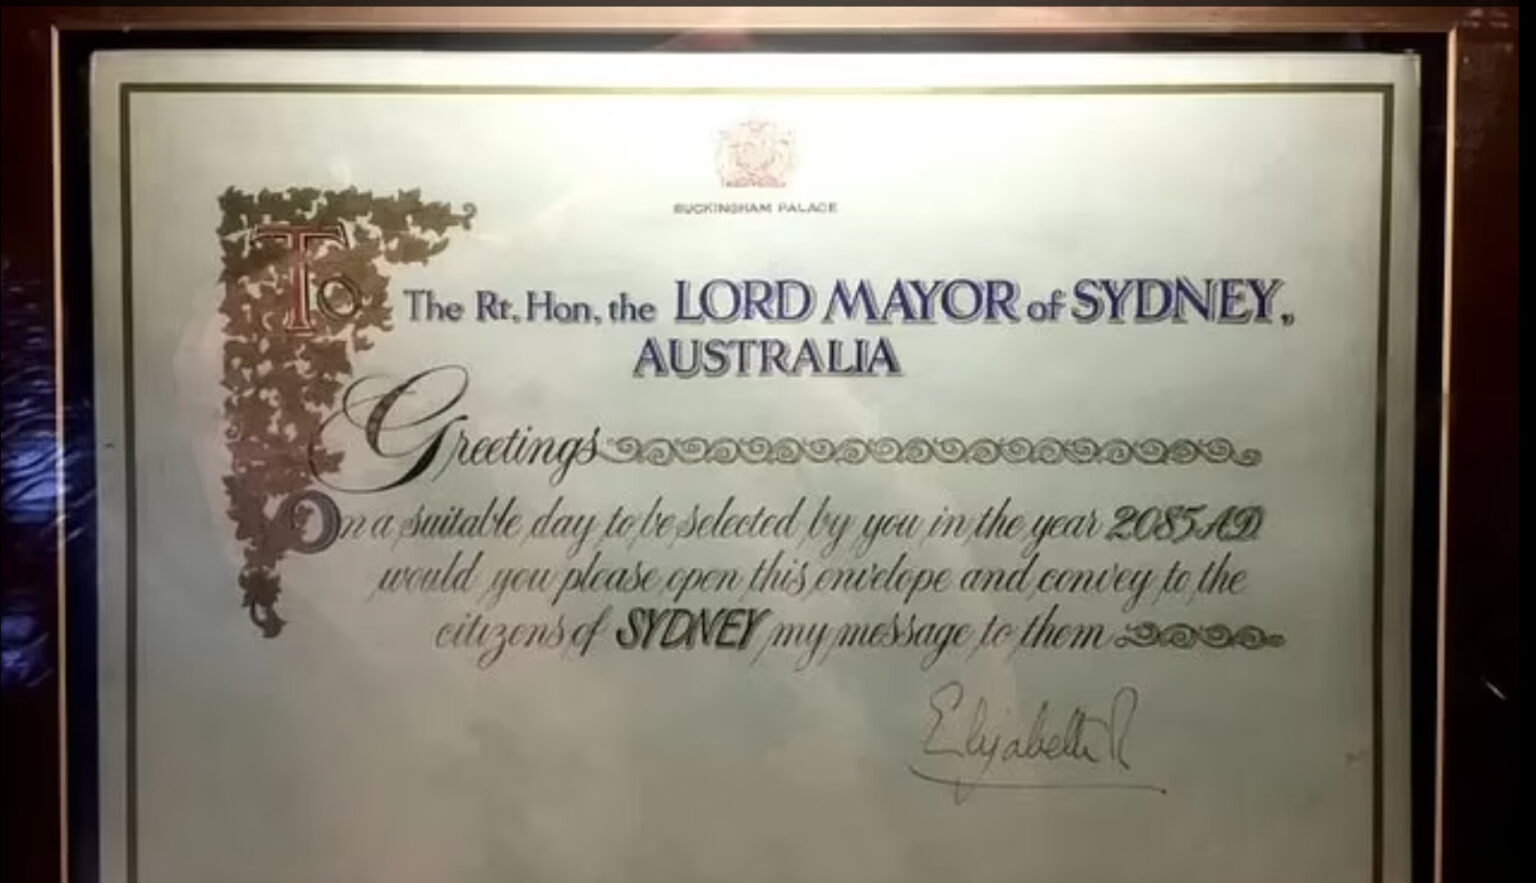 BUCKINGHAM PALACE
To The Rt. Hon. the LORD MAYOR of SYDNEY,
AUSTRALIA
Greetings
On a suitable day to be selected by you in the year 2085 A.D.
would you please open this envelope and convey to the
citizens of SYDNEY my message to them
Elizabeth R